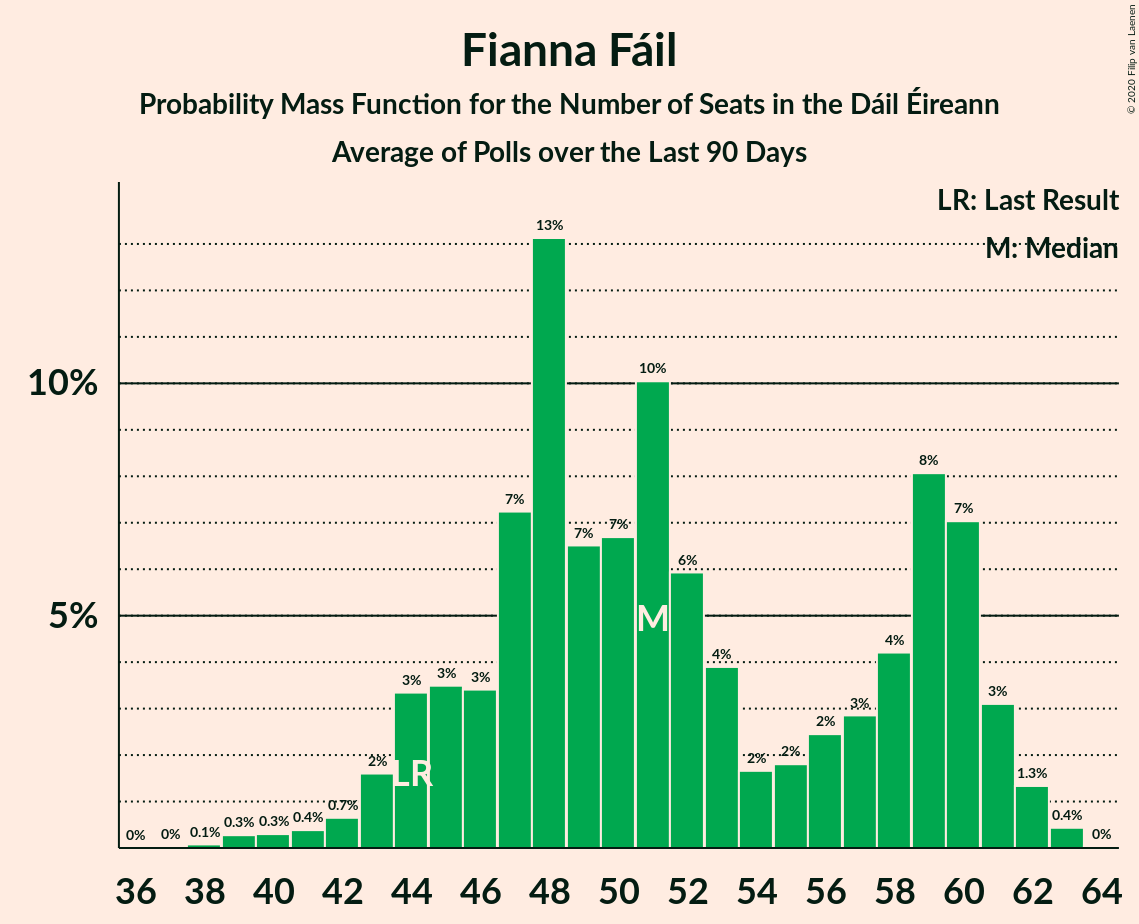 © 2020 Filip van Laenen
Fianna Fáil
Probability Mass Function for the Number of Seats in the Dáil Éireann
Average of Polls over the Last 90 Days
LR: Last Result
M: Median
10%
5%
0% 0% 0.1% 0.3% 0.3% 0.4% 0.7% 2% 3% 3% 3% 7% 13% 7% 7% 10% 6% 4% 2% 2% 2% 3% 4% 8% 7% 3% 1.3% 0.4% 0%
LR
M
36 38 40 42 44 46 48 50 52 54 56 58 60 62 64